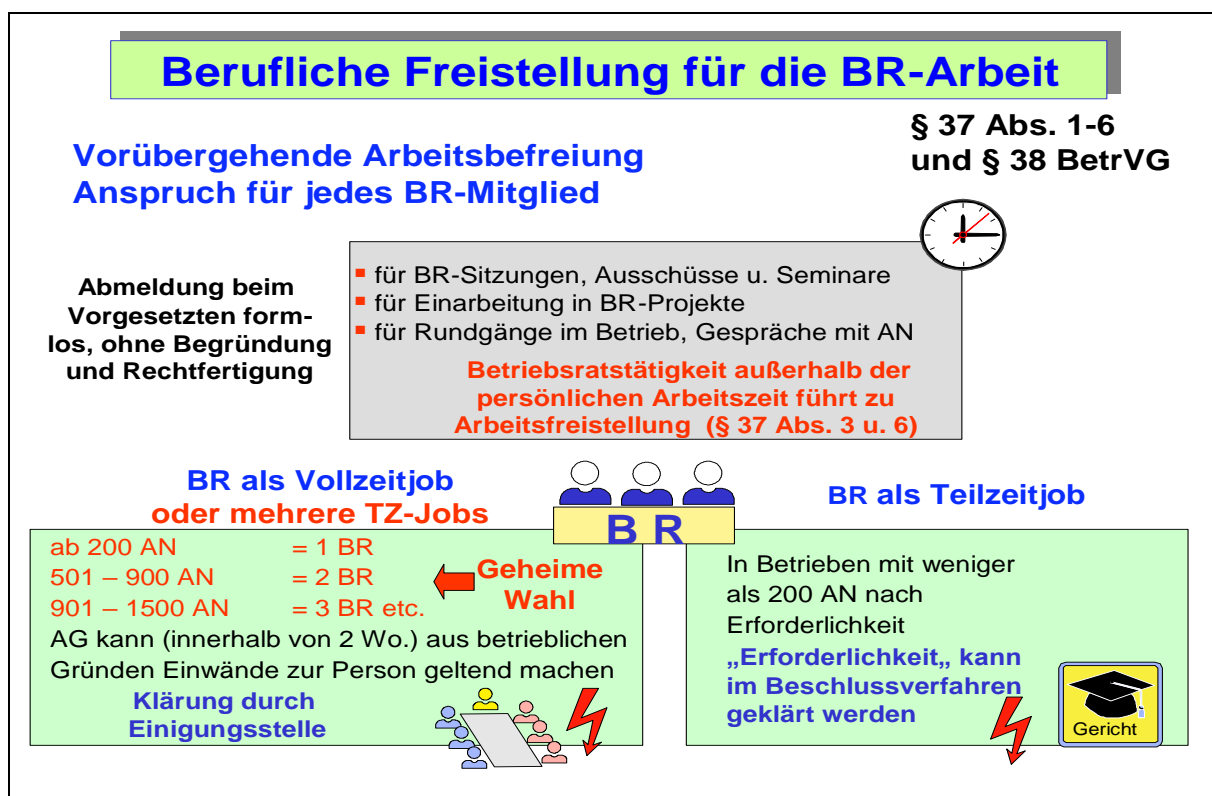 Berufliche Freistellung für die BR-Arbeit
§ 37 Abs. 1-6
und § 38 BetrVG
Vorübergehende Arbeitsbefreiung
Anspruch für jedes BR-Mitglied
Abmeldung beim
Vorgesetzten form-
los, ohne Begründung
und Rechtfertigung
▪ für BR-Sitzungen, Ausschüsse u. Seminare
▪ für Einarbeitung in BR-Projekte
▪ für Rundgänge im Betrieb, Gespräche mit AN
Betriebsratstätigkeit außerhalb der
persönlichen Arbeitszeit führt zu
Arbeitsfreistellung (§ 37 Abs. 3 u. 6)
BR als Vollzeitjob
oder mehrere TZ-Jobs
B R
BR als Teilzeitjob
ab 200 AN = 1 BR
501 – 900 AN = 2 BR
901 – 1500 AN = 3 BR etc.
Geheime
Wahl
AG kann (innerhalb von 2 Wo.) aus betrieblichen
Gründen Einwände zur Person geltend machen
Klärung durch
Einigungsstelle
In Betrieben mit weniger
als 200 AN nach
Erforderlichkeit
„Erforderlichkeit„ kann
im Beschlussverfahren
geklärt werden
Gericht